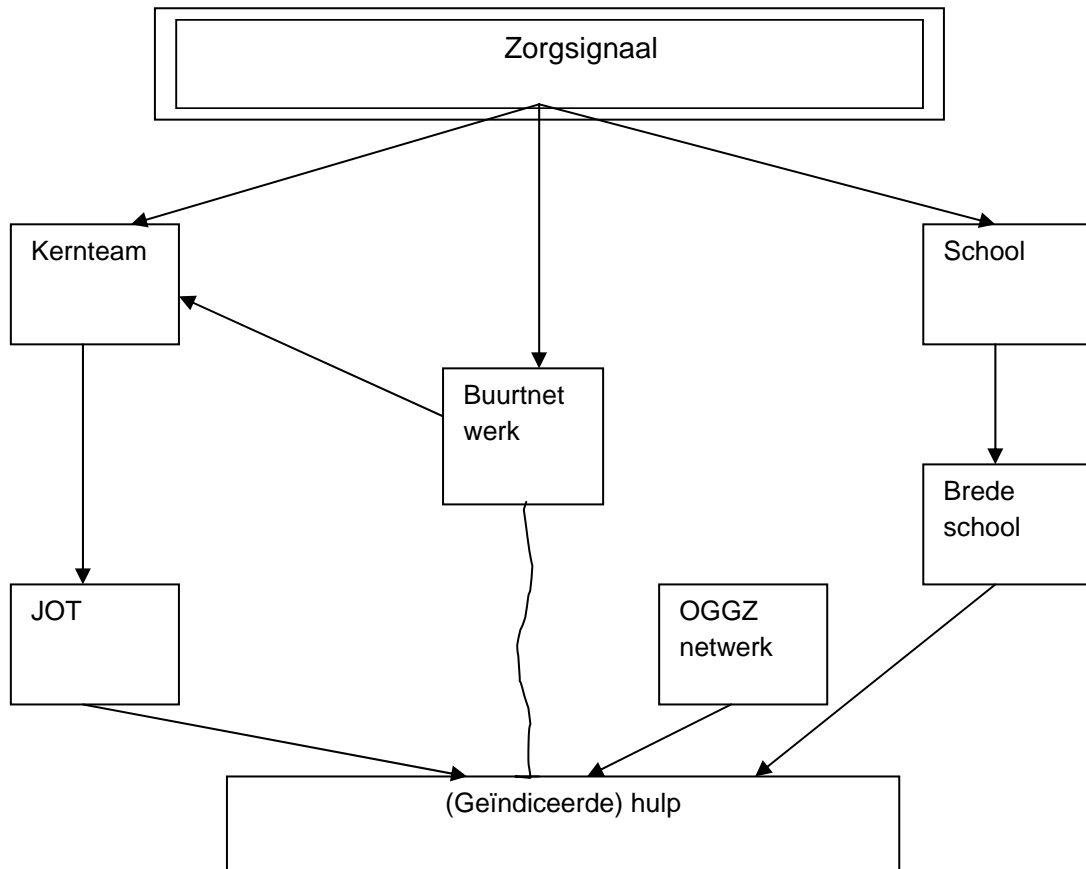 Zorgsignaal
Kernteam
School
Buurtnet
werk
Brede
school
JOT
OGGZ
netwerk
(Geïndiceerde) hulp